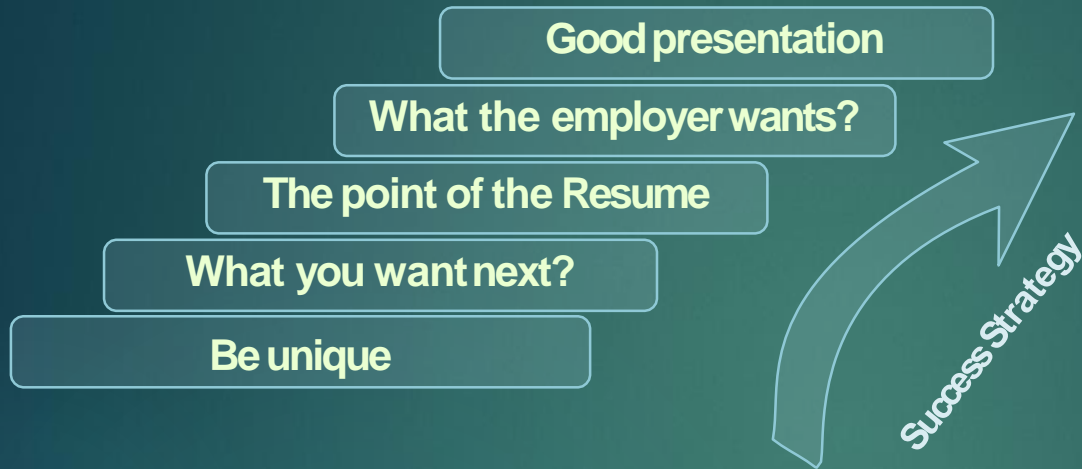 Good presentation
What the employer wants?
The point of the Resume
What you want next?
Be unique
Success Strategy